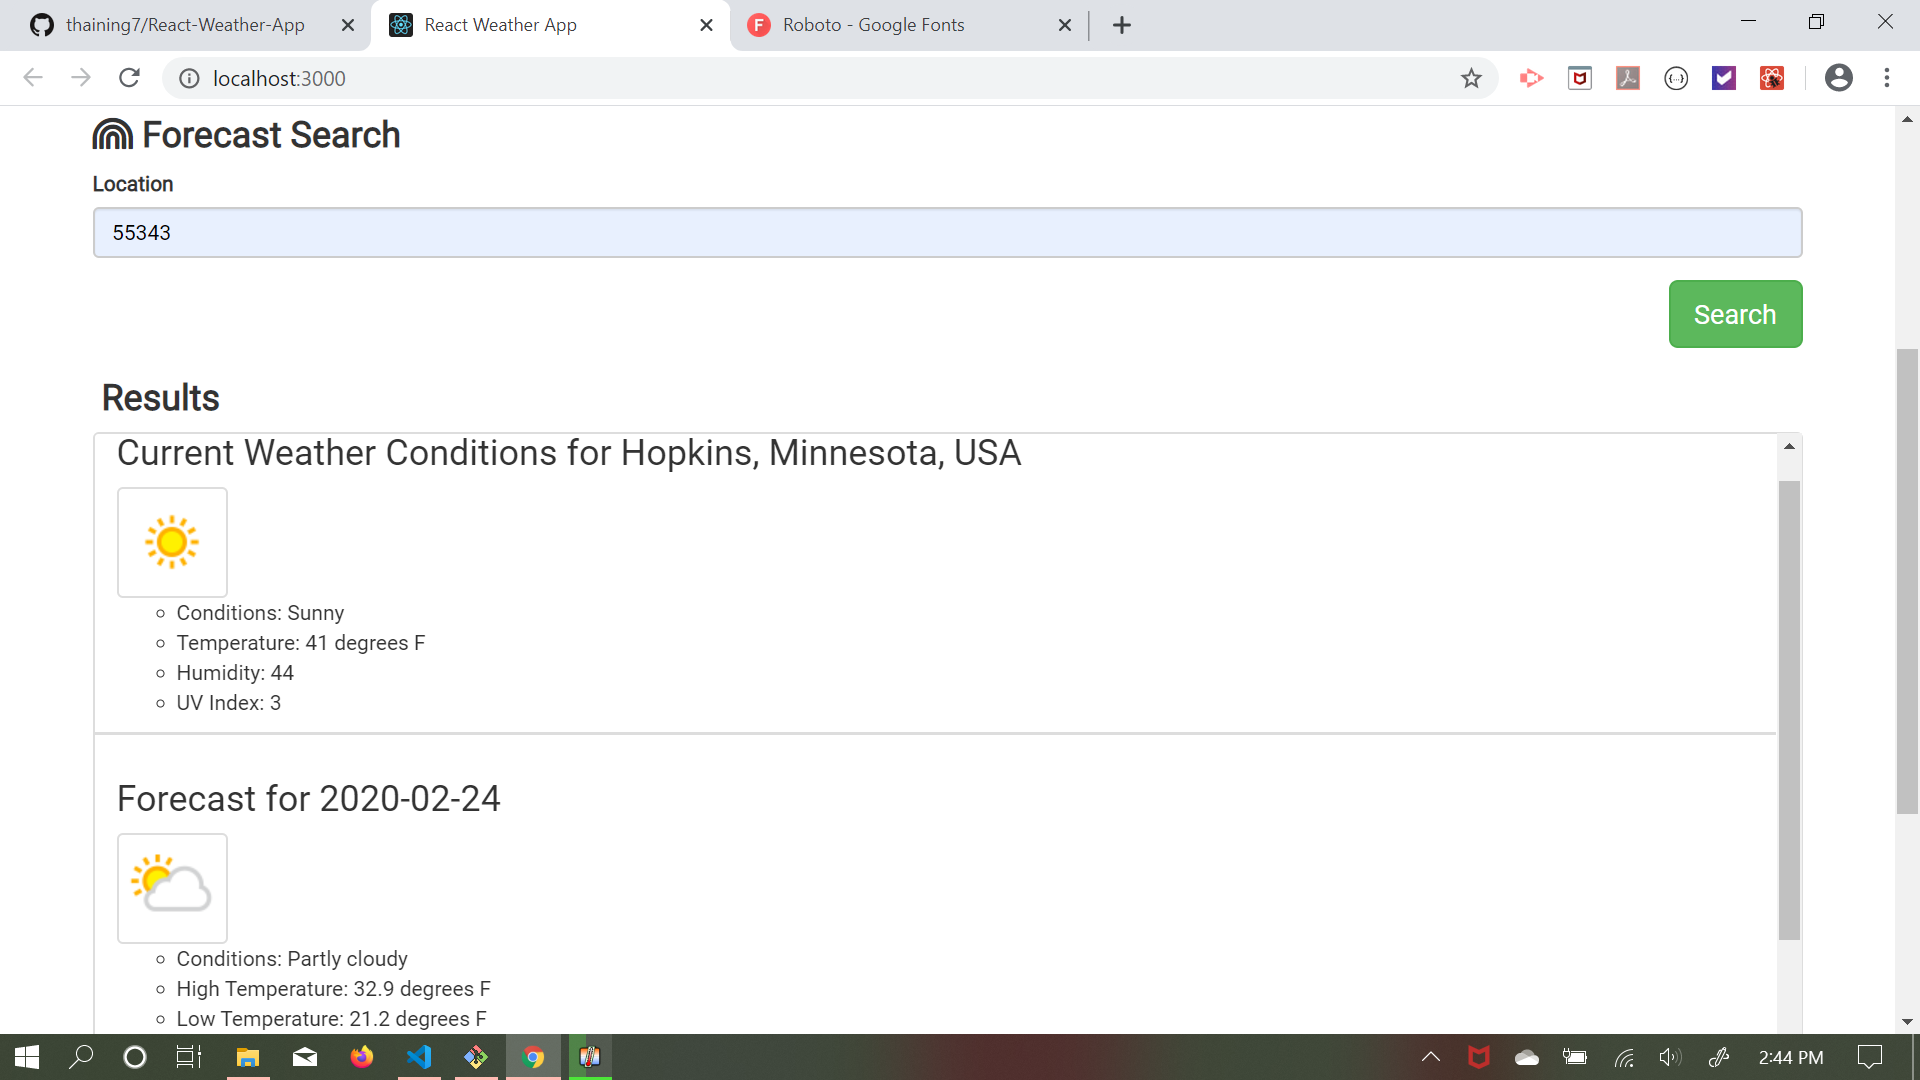 thaining7/React-Weather-App
React Weather App
F Roboto - Google Fonts
localhost:3000
Forecast Search
Location
55343
Search
Results
Current Weather Conditions for Hopkins, Minnesota, USA
Conditions: Sunny
Temperature: 41 degrees F
Humidity: 44
UV Index: 3
Forecast for 2020-02-24
Conditions: Partly cloudy
High Temperature: 32.9 degrees F
Low Temperature: 21.2 degrees F
2:44 PM